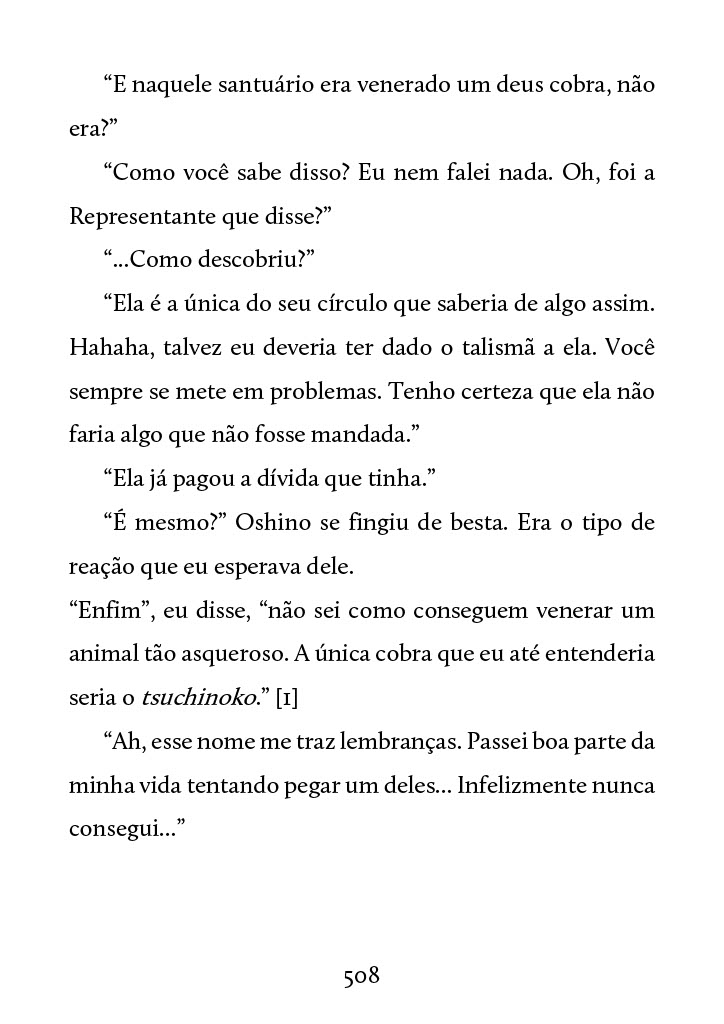 “E naquele santuário era venerado um deus cobra, não
era?”
“Como você sabe disso? Eu nem falei nada. Oh, foi a
Representante que disse?”
“...Como descobriu?”
“Ela é a única do seu círculo que saberia de algo assim.
Hahaha, talvez eu deveria ter dado o talismã a ela. Você
sempre se mete em problemas. Tenho certeza que ela não
faria algo que não fosse mandada.”
“Ela já pagou a dívida que tinha.”
“É mesmo?” Oshino se fingiu de besta. Era o tipo de
reação que eu esperava dele.
“Enfim”, eu disse, “não sei como conseguem venerar um
animal tão asqueroso. A única cobra que eu até entenderia
seria o tsuchinoko.” [1]
“Ah, esse nome me traz lembranças. Passei boa parte da
minha vida tentando pegar um deles... Infelizmente nunca
consegui...”
508